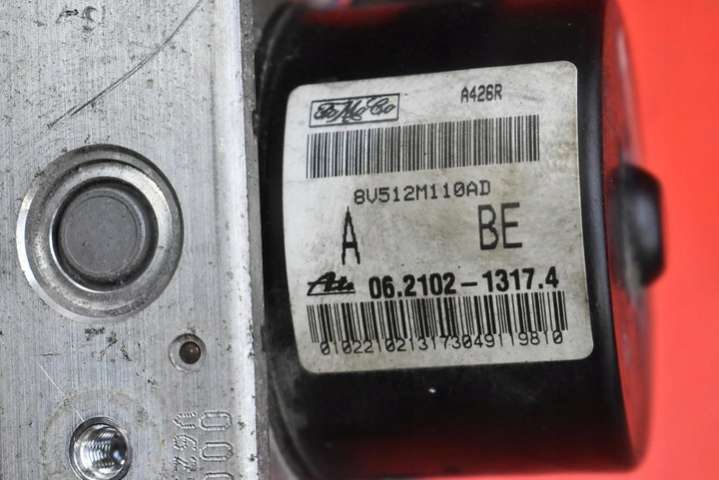 FoMoCo A426R
8V512M110AD
A BE
Ate 06.2102-1317.4
0102210213173049119810